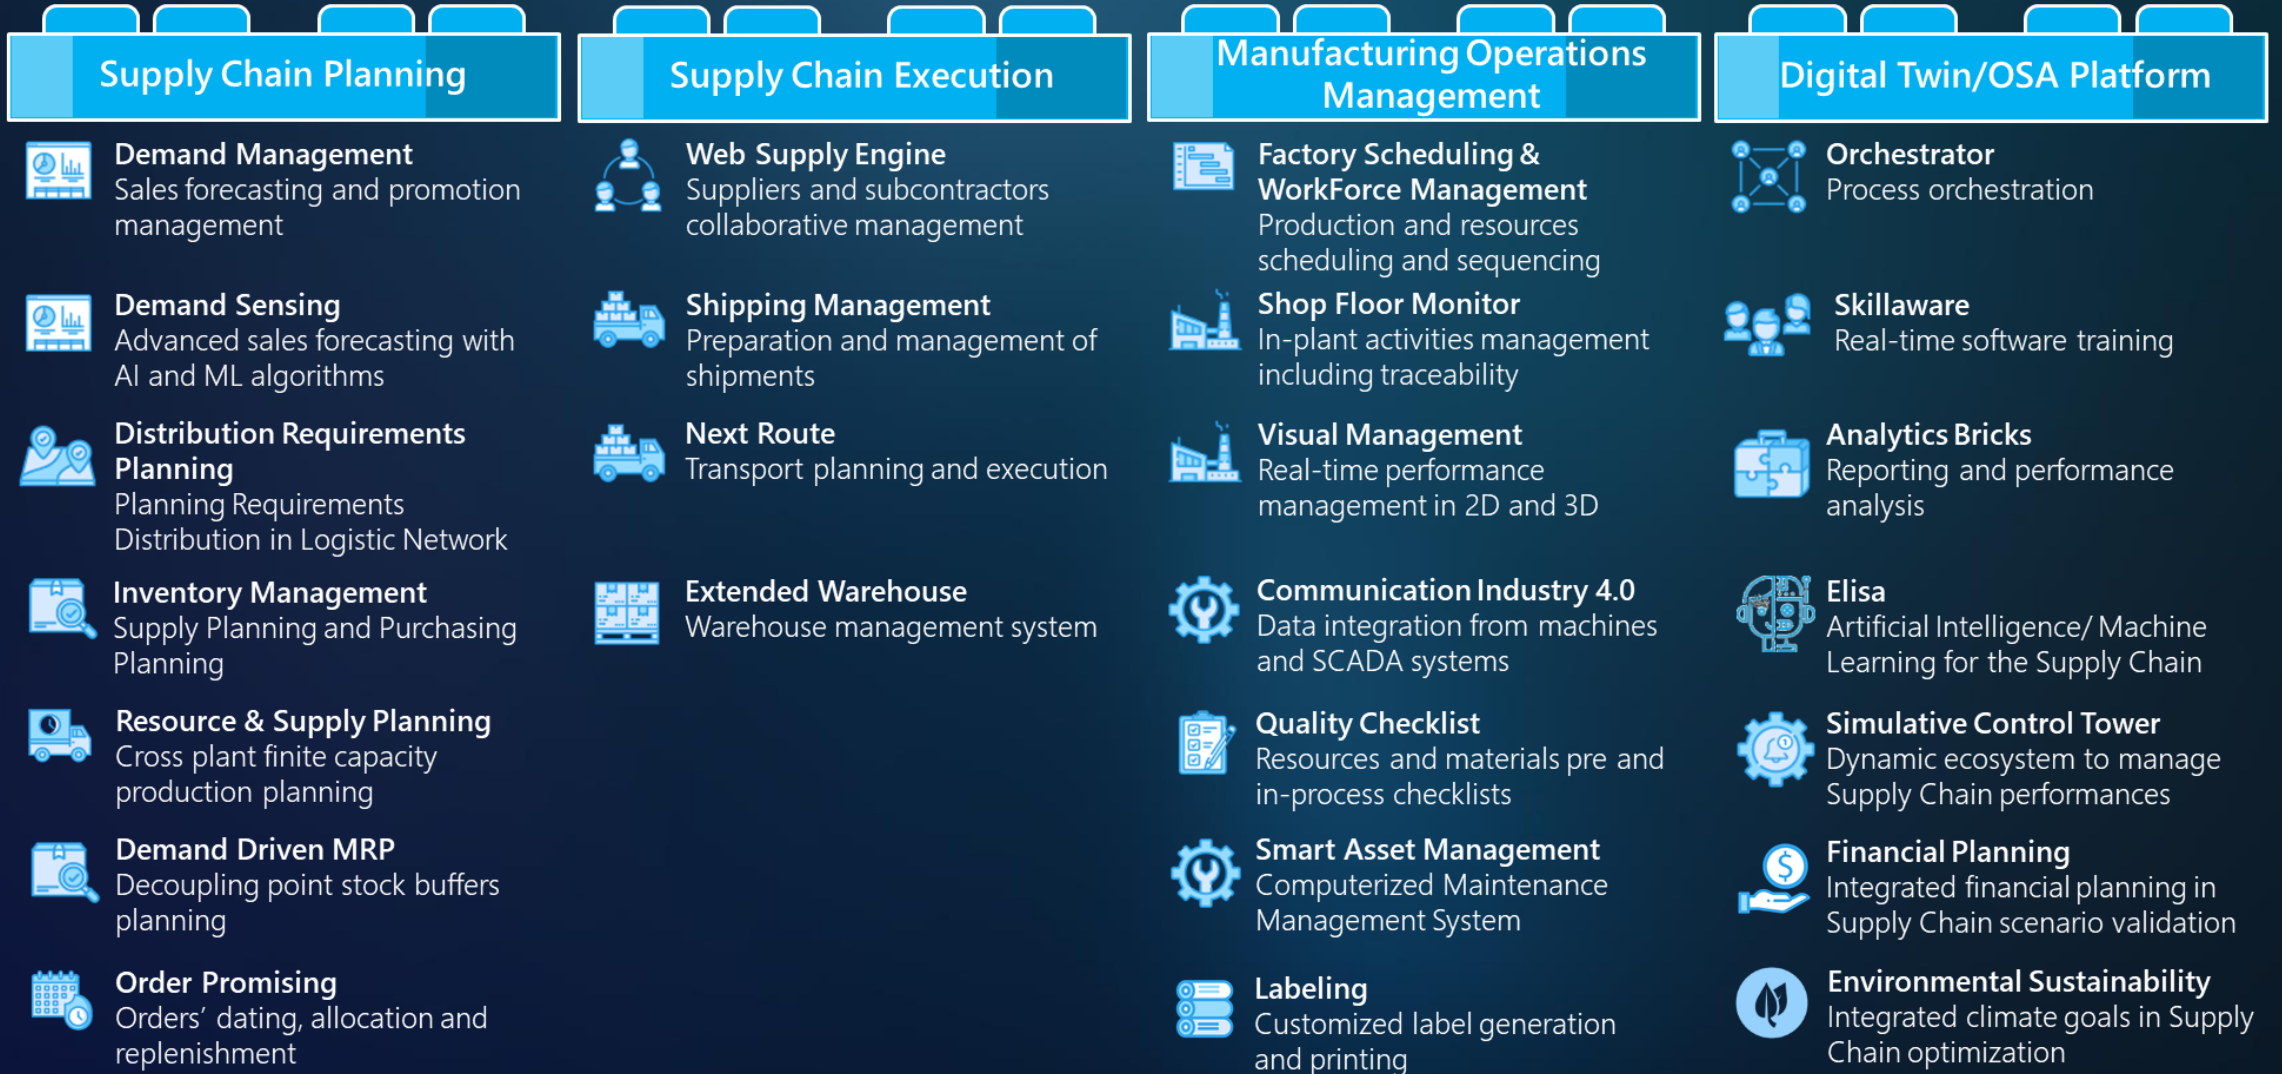 Supply Chain Planning
Demand Management
Sales forecasting and promotion
management
Demand Sensing
Advanced sales forecasting with
AI and ML algorithms
Distribution Requirements
Planning
Planning Requirements
Distribution in Logistic Network
Inventory Management
Supply Planning and Purchasing
Planning
Resource & Supply Planning
Cross plant finite capacity
production planning
Demand Driven MRP
Decoupling point stock buffers
planning
Order Promising
Orders’ dating, allocation and
replenishment
Supply Chain Execution
Web Supply Engine
Suppliers and subcontractors
collaborative management
Shipping Management
Preparation and management of
shipments
Next Route
Transport planning and execution
Extended Warehouse
Warehouse management system
Manufacturing Operations
Management
Factory Scheduling &
WorkForce Management
Production and resources
scheduling and sequencing
Shop Floor Monitor
In-plant activities management
including traceability
Visual Management
Real-time performance
management in 2D and 3D
Communication Industry 4.0
Data integration from machines
and SCADA systems
Quality Checklist
Resources and materials pre and
in-process checklists
Smart Asset Management
Computerized Maintenance
Management System
Labeling
Customized label generation
and printing
Digital Twin/OSA Platform
Orchestrator
Process orchestration
Skillaware
Real-time software training
Analytics Bricks
Reporting and performance
analysis
Elisa
Artificial Intelligence/ Machine
Learning for the Supply Chain
Simulative Control Tower
Dynamic ecosystem to manage
Supply Chain performances
Financial Planning
Integrated financial planning in
Supply Chain scenario validation
Environmental Sustainability
Integrated climate goals in Supply
Chain optimization